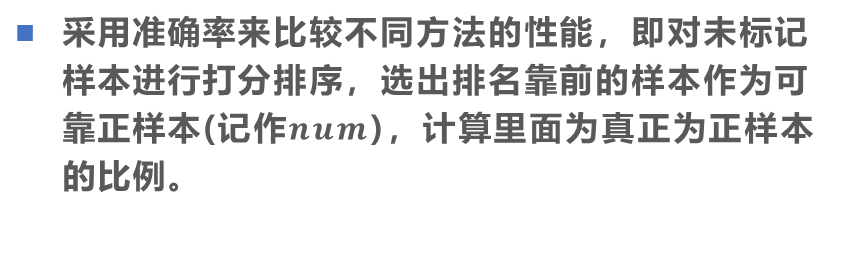 采用准确率来比较不同方法的性能，即对未标记
样本进行打分排序，选出排名靠前的样本作为可
靠正样本(记作num)，计算里面为真正为正样本
的比例。